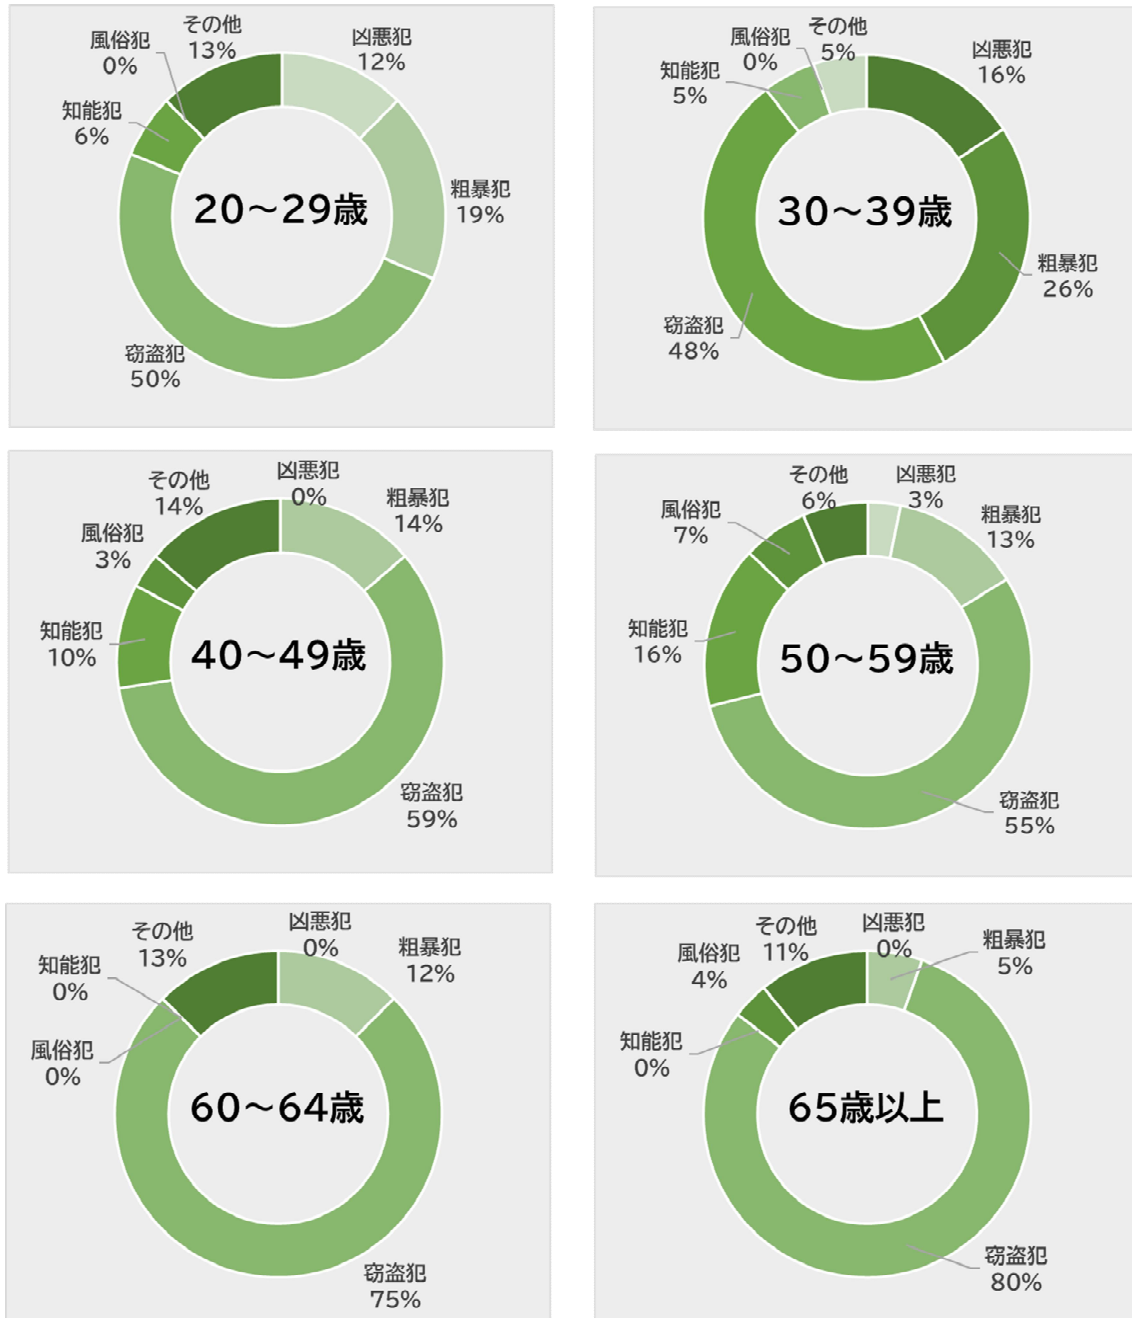 20～29歳
凶悪犯
12%
粗暴犯
19%
窃盗犯
50%
知能犯
6%
風俗犯
0%
その他
13%
30～39歳
凶悪犯
16%
粗暴犯
26%
窃盗犯
48%
知能犯
5%
風俗犯
0%
その他
5%
40～49歳
凶悪犯
0%
粗暴犯
14%
窃盗犯
59%
知能犯
10%
風俗犯
3%
その他
14%
50～59歳
凶悪犯
3%
粗暴犯
13%
窃盗犯
55%
知能犯
16%
風俗犯
7%
その他
6%
60～64歳
凶悪犯
0%
粗暴犯
12%
窃盗犯
75%
風俗犯
0%
知能犯
0%
その他
13%
65歳以上
凶悪犯
0%
粗暴犯
5%
窃盗犯
80%
知能犯
0%
風俗犯
4%
その他
11%